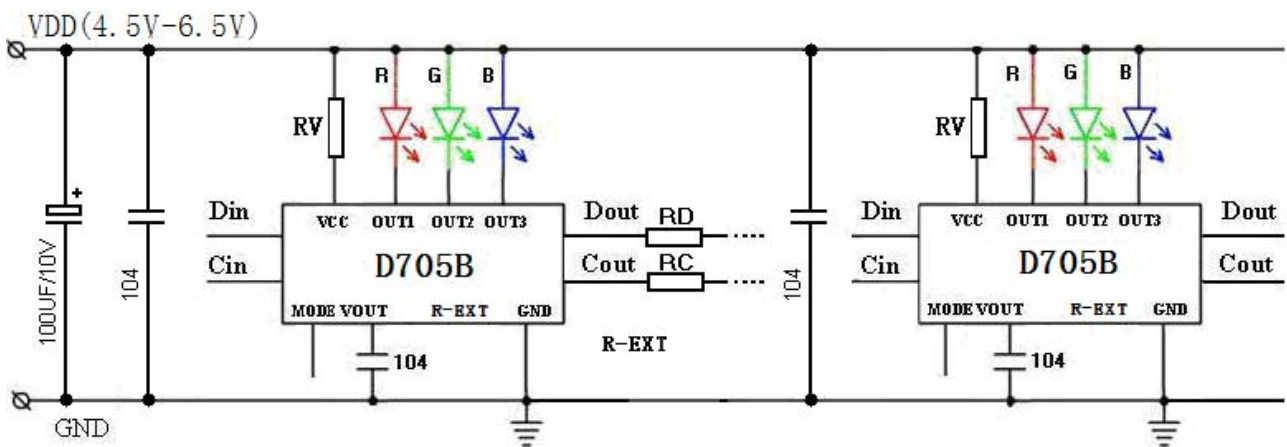 VDD(4.5V-6.5V)
R G B
R G B
RV
RV
+
Din
VCC OUT1 OUT2 OUT3
Dout RD
Din
VCC OUT1 OUT2 OUT3
Dout
100UF/10V
104
Cin
D705B
Cout RC
104
Cin
D705B
Cout
MODE VOUT R-EXT GND
MODE VOUT R-EXT GND
104
R-EXT
104
GND